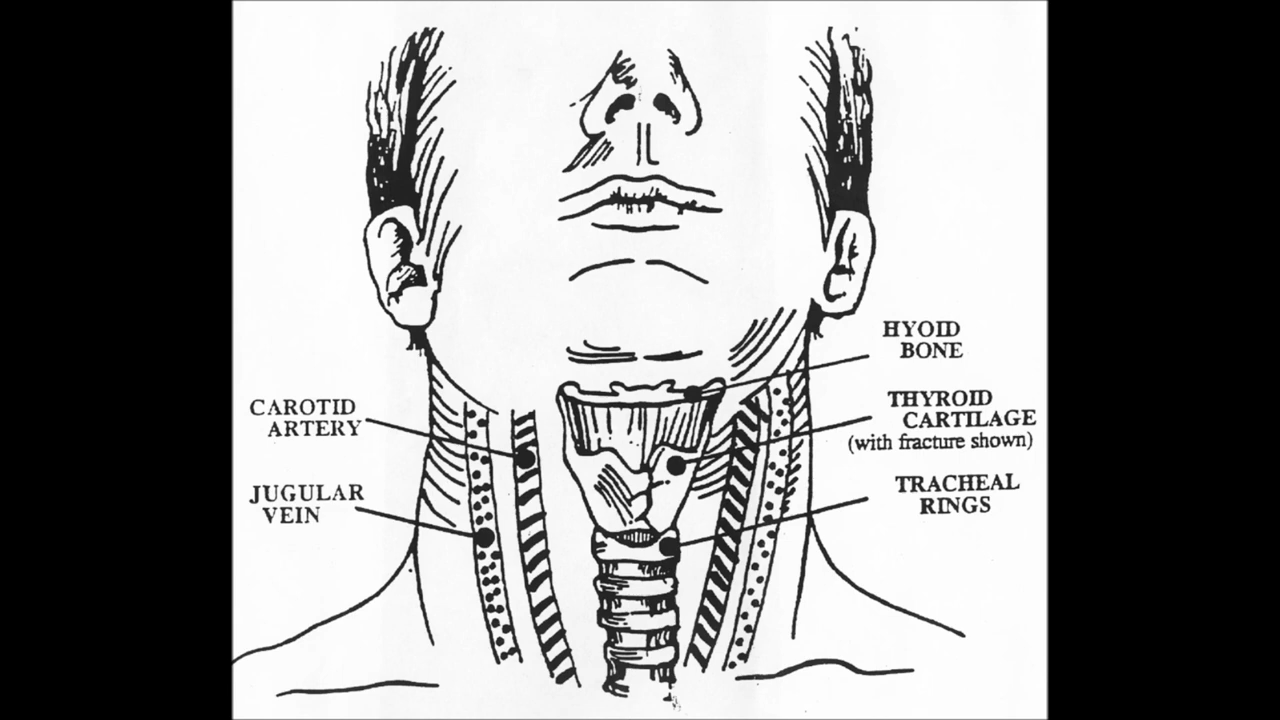 HYOID
BONE
THYROID
CARTILAGE
(with fracture shown)
TRACHEAL
RINGS
CAROTID
ARTERY
JUGULAR
VEIN